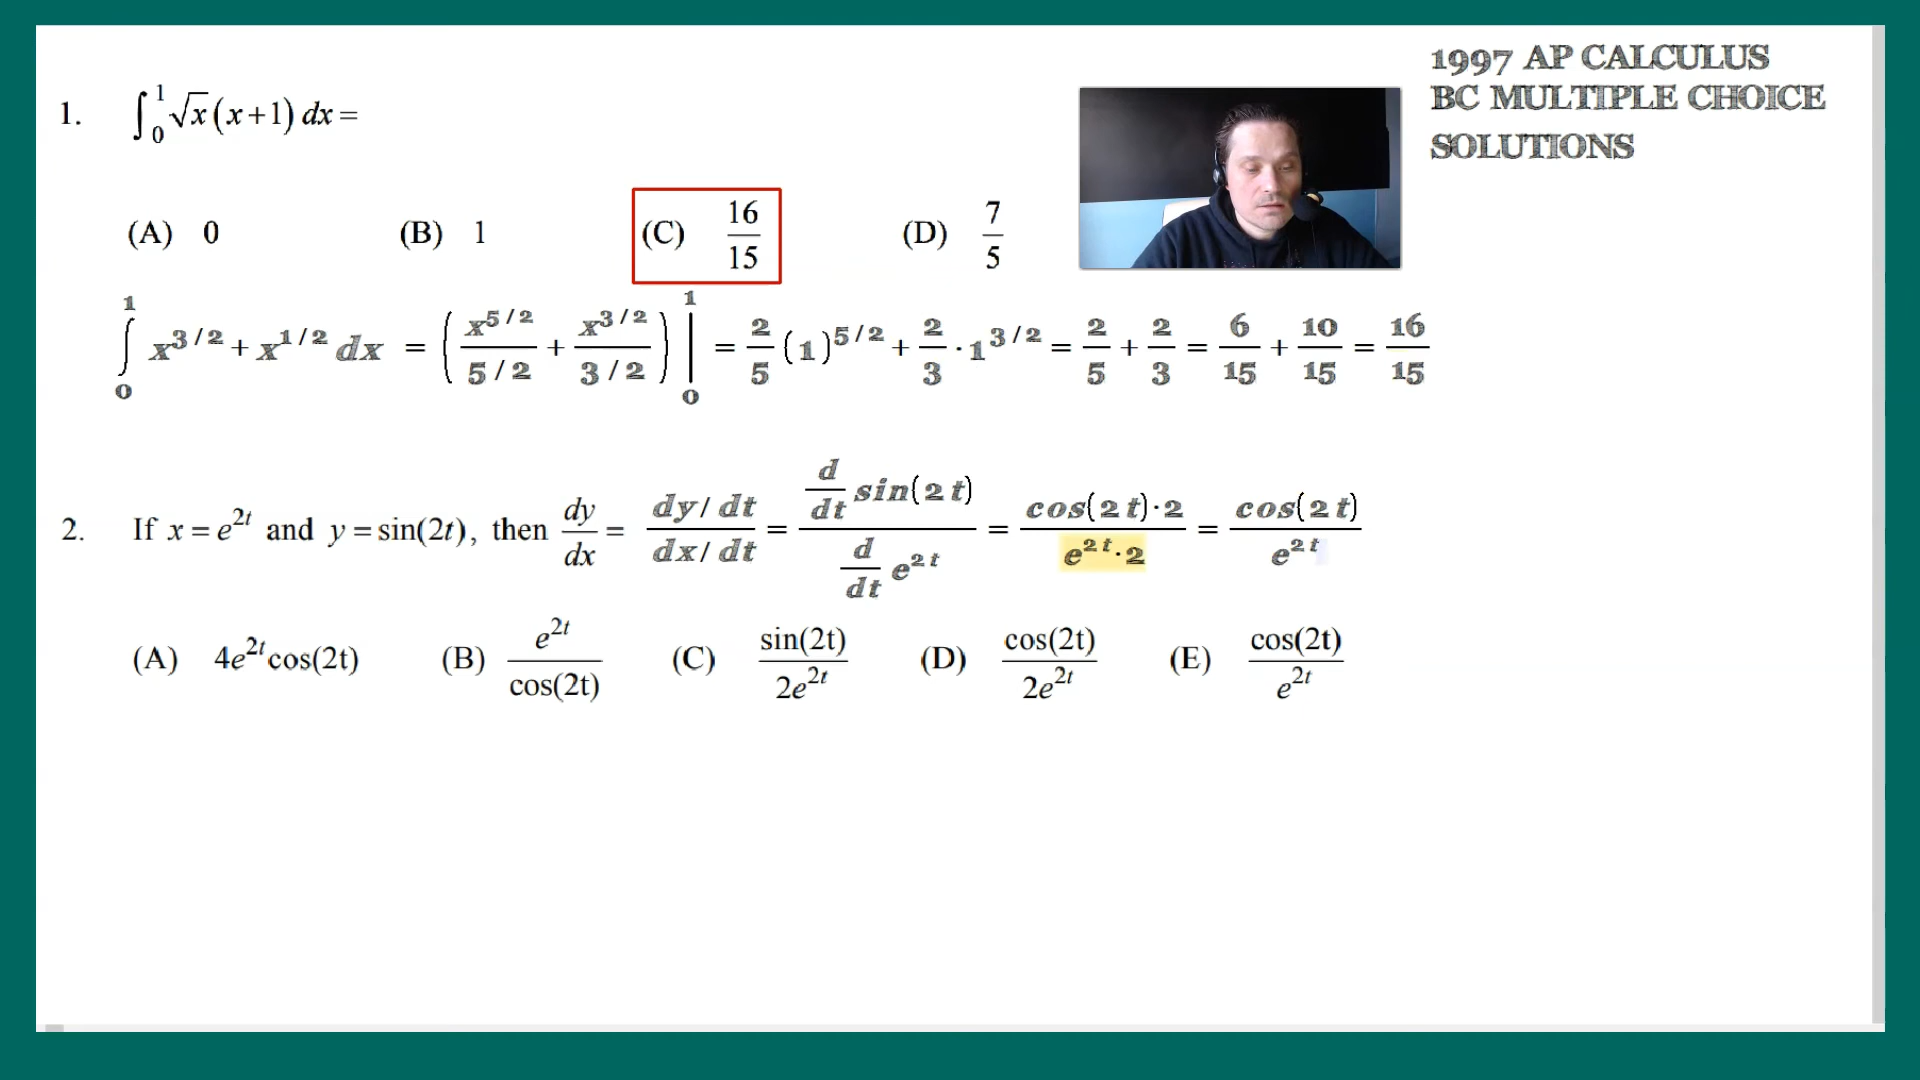 1997 AP CALCULUS
BC MULTIPLE CHOICE
SOLUTIONS
1. ∫₀¹ √x (x+1) dx =
(A) 0 (B) 1 (C) 16/15 (D) 7/5
∫₀¹ x^(3/2) + x^(1/2) dx = (x^(5/2)/(5/2) + x^(3/2)/(3/2)) |₀¹ = 2/5 (1)^(5/2) + 2/3 · 1^(3/2) = 2/5 + 2/3 = 6/15 + 10/15 = 16/15
2. If x = e^(2t) and y = sin(2t), then dy/dx = (dy/dt)/(dx/dt) = (d/dt sin(2t))/(d/dt e^(2t)) = (cos(2t)·2)/(e^(2t)·2) = cos(2t)/e^(2t)
(A) 4e^(2t)cos(2t) (B) e^(2t)/cos(2t) (C) sin(2t)/2e^(2t) (D) cos(2t)/2e^(2t) (E) cos(2t)/e^(2t)